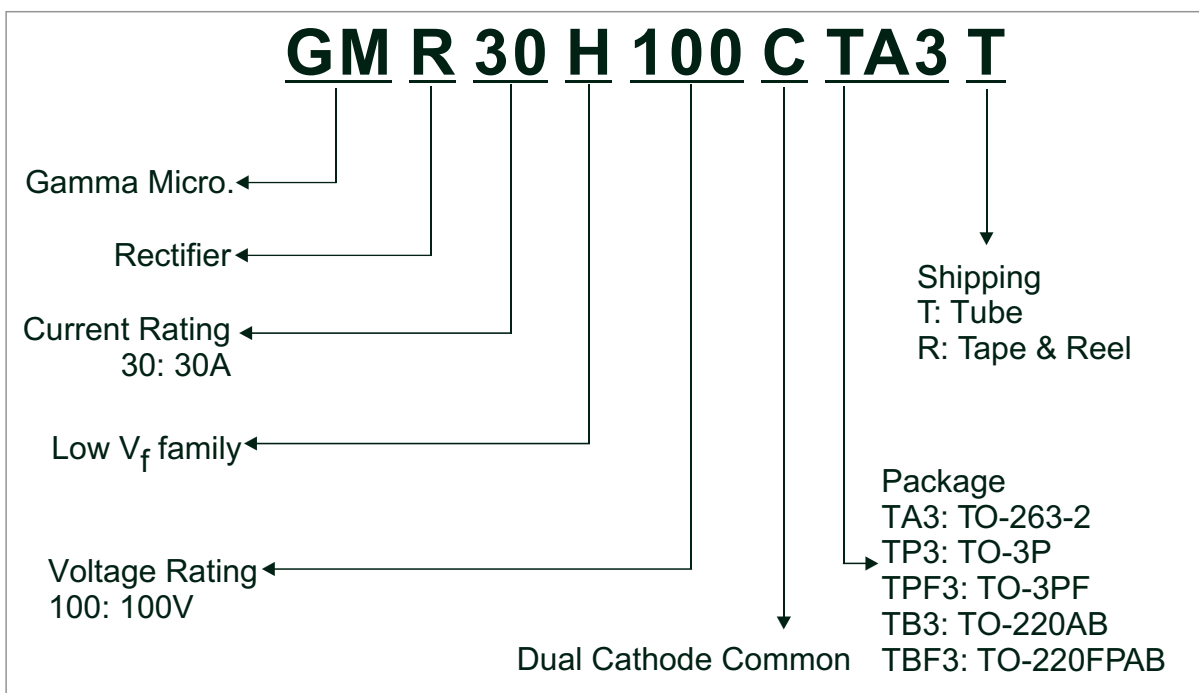 GM R 30 H 100 C TA3 T
Gamma Micro.
Rectifier
Current Rating
30: 30A
Low Vf family
Voltage Rating
100: 100V
Dual Cathode Common
Package
TA3: TO-263-2
TP3: TO-3P
TPF3: TO-3PF
TB3: TO-220AB
TBF3: TO-220FPAB
Shipping
T: Tube
R: Tape & Reel